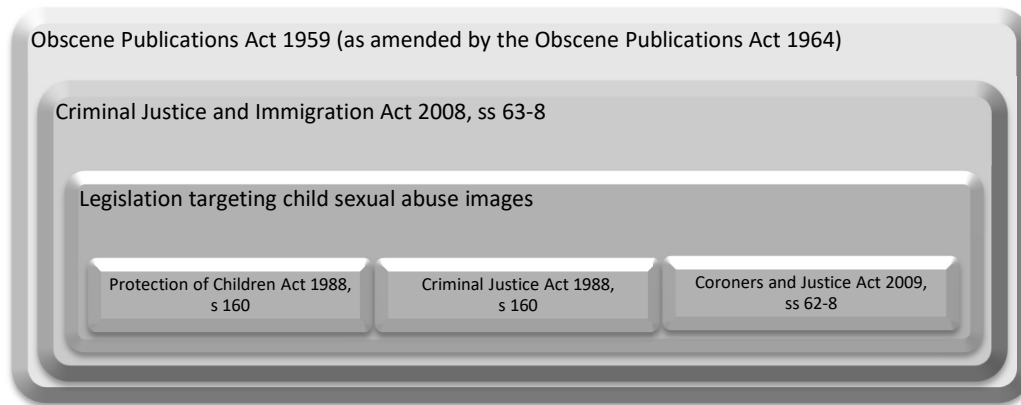 Obscene Publications Act 1959 (as amended by the Obscene Publications Act 1964)
Criminal Justice and Immigration Act 2008, ss 63-8
Legislation targeting child sexual abuse images
Protection of Children Act 1988,
s 160
Criminal Justice Act 1988,
s 160
Coroners and Justice Act 2009,
ss 62-8